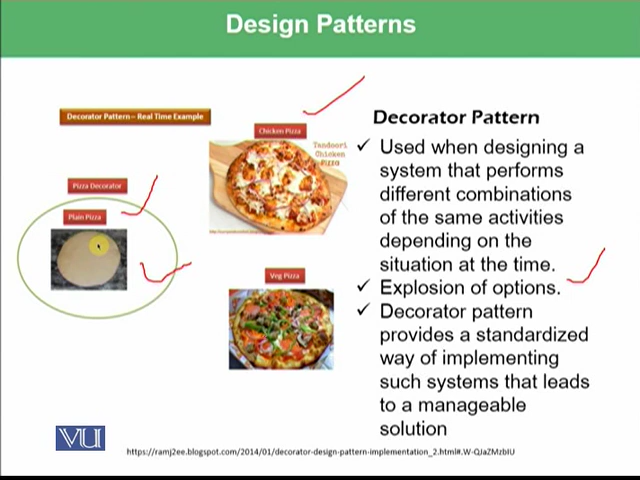 Design Patterns
Decorator Pattern – Real Time Example
Chicken Pizza
Tandoori
Chicken
Pizza
Pizza Decorator
Plain Pizza
Veg Pizza
Decorator Pattern
✓ Used when designing a
system that performs
different combinations
of the same activities
depending on the
situation at the time.
✓ Explosion of options.
✓ Decorator pattern
provides a standardized
way of implementing
such systems that leads
to a manageable
solution
VU
https://ramj2ee.blogspot.com/2014/01/decorator-design-pattern-implementation_2.html#.W-QJaZMzbIU